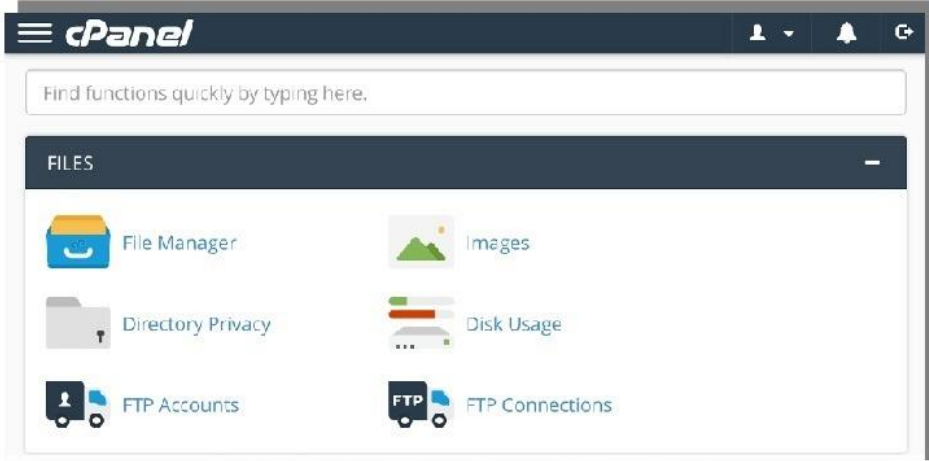 cPanel
Find functions quickly by typing here.
FILES
File Manager
Images
Directory Privacy
Disk Usage
FTP Accounts
FTP
FTP Connections